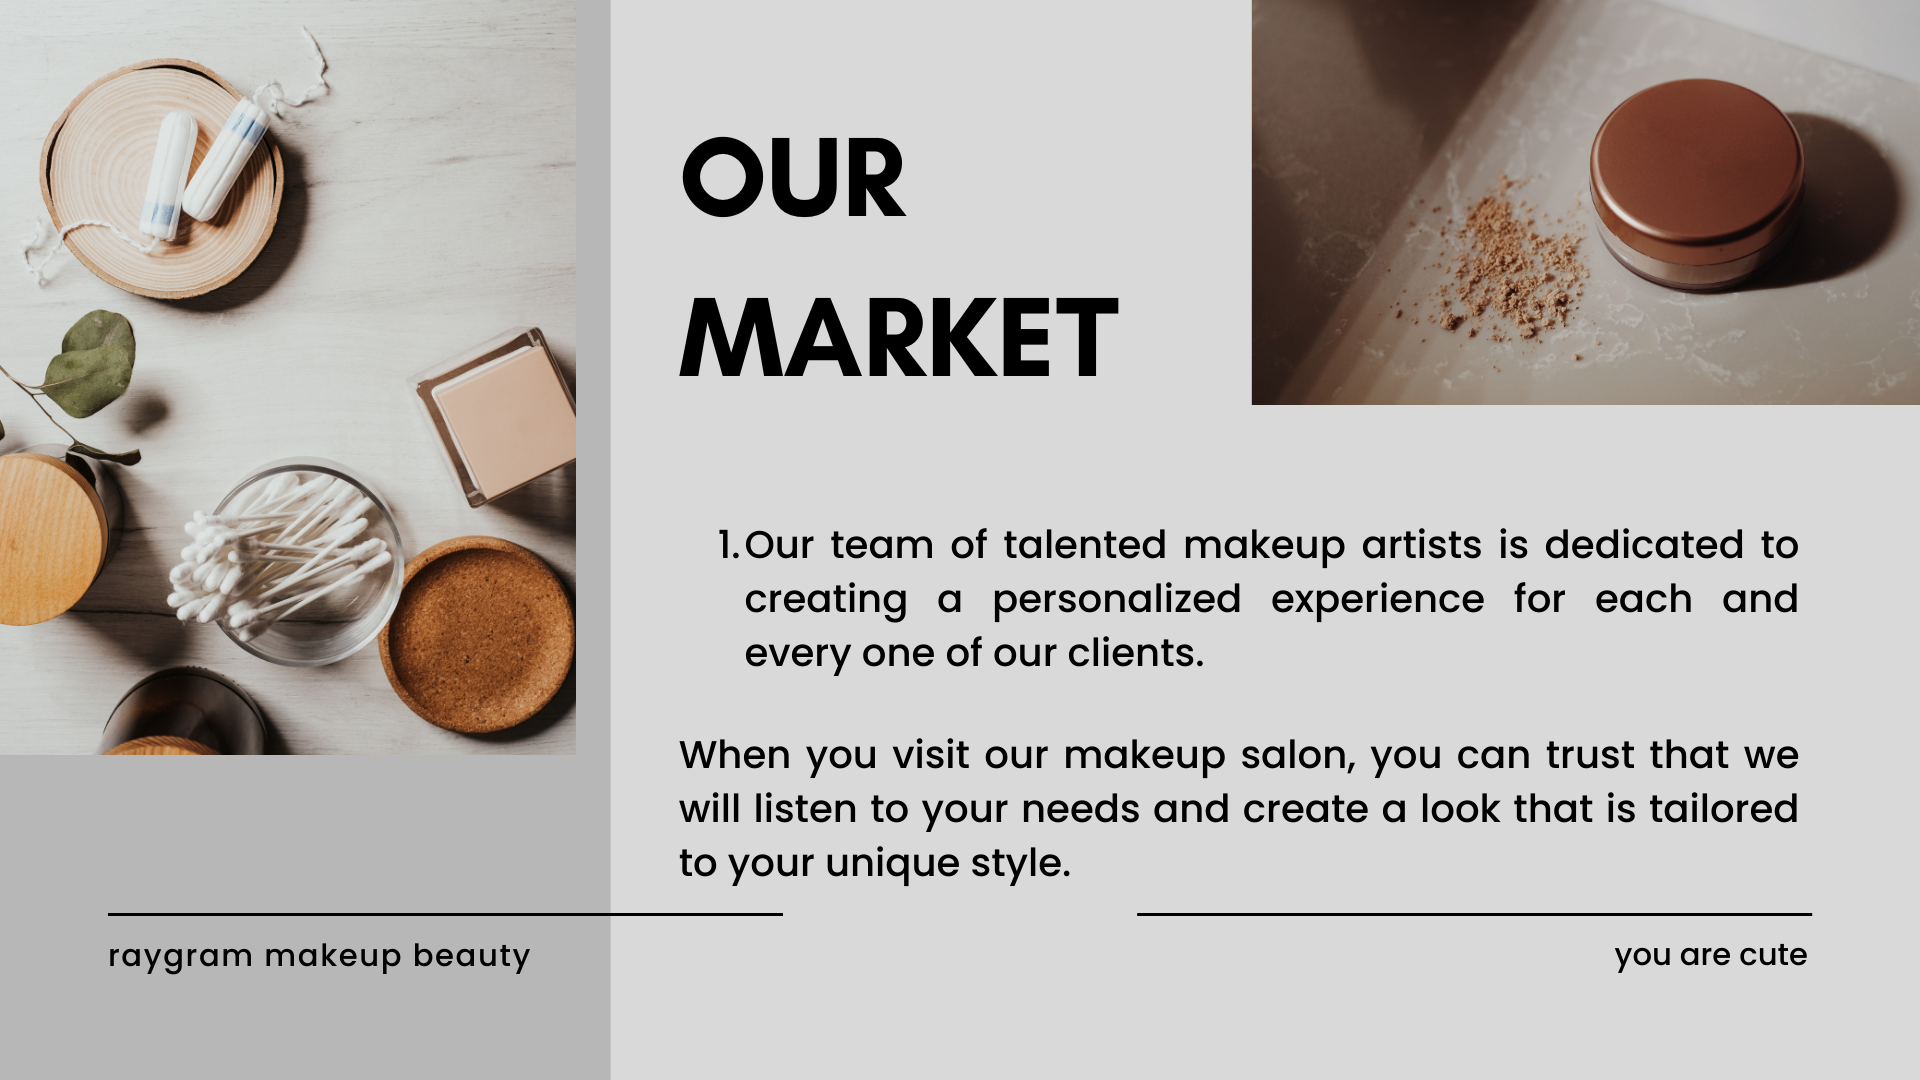 OUR
MARKET
1. Our team of talented makeup artists is dedicated to
creating a personalized experience for each and
every one of our clients.
When you visit our makeup salon, you can trust that we
will listen to your needs and create a look that is tailored
to your unique style.
raygram makeup beauty
you are cute